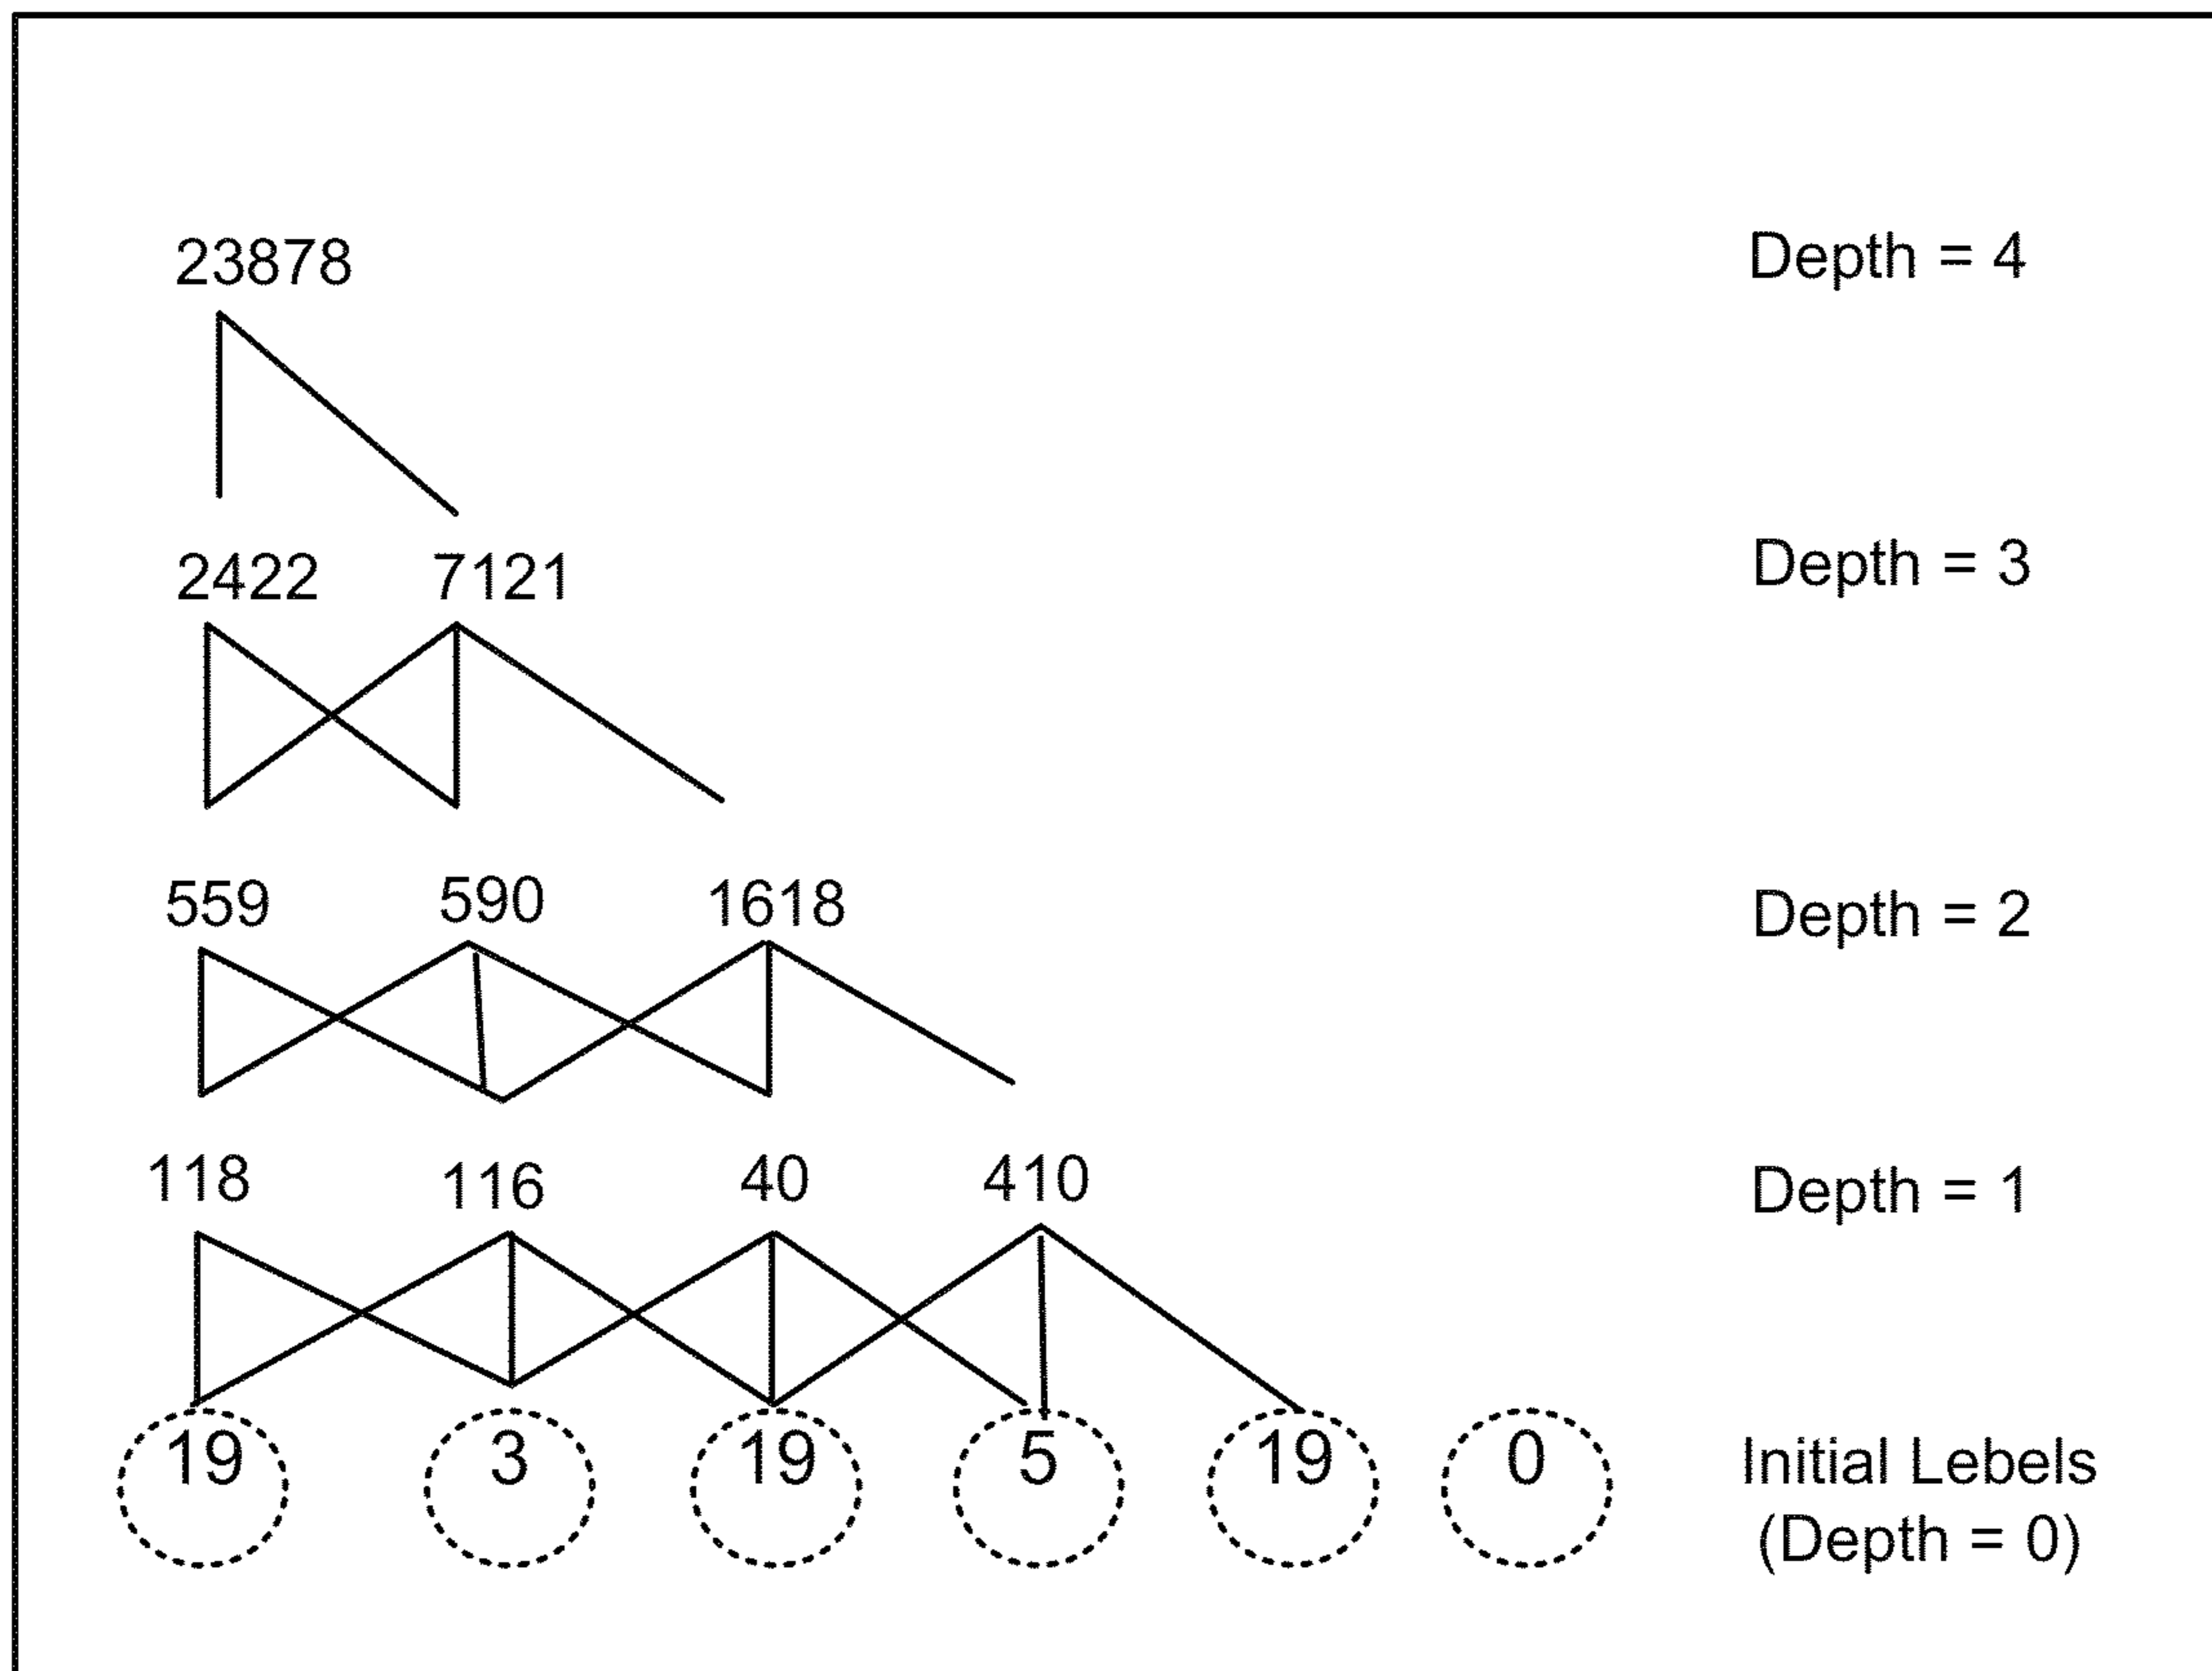 23878 Depth = 4
2422 7121 Depth = 3
559 590 1618 Depth = 2
118 116 40 410 Depth = 1
19 3 19 5 19 0 Initial Lebels
(Depth = 0)